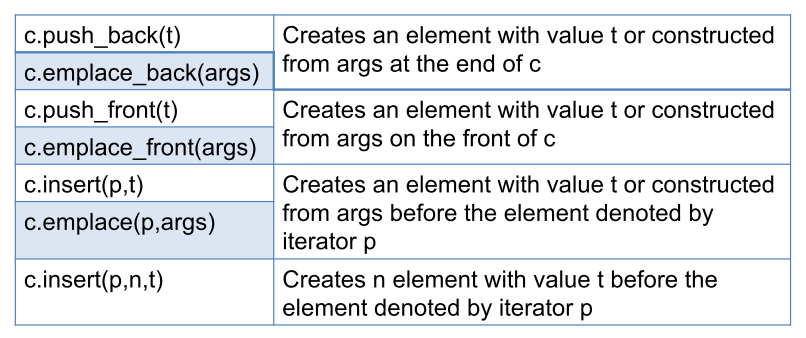 c.push_back(t)
Creates an element with value t or constructed
from args at the end of c
c.emplace_back(args)
c.push_front(t)
Creates an element with value t or constructed
from args on the front of c
c.emplace_front(args)
c.insert(p,t)
Creates an element with value t or constructed
from args before the element denoted by
iterator p
c.emplace(p,args)
c.insert(p,n,t)
Creates n element with value t before the
element denoted by iterator p